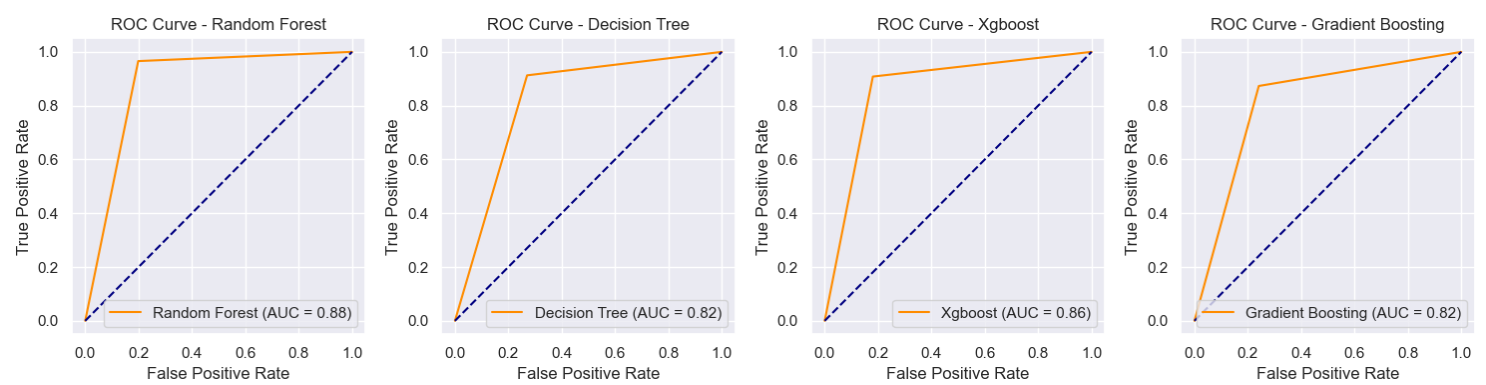 ROC Curve - Random Forest
True Positive Rate
1.0
0.8
0.6
0.4
0.2
0.0
Random Forest (AUC = 0.88)
0.0 0.2 0.4 0.6 0.8 1.0
False Positive Rate
ROC Curve - Decision Tree
True Positive Rate
1.0
0.8
0.6
0.4
0.2
0.0
Decision Tree (AUC = 0.82)
0.0 0.2 0.4 0.6 0.8 1.0
False Positive Rate
ROC Curve - Xgboost
True Positive Rate
1.0
0.8
0.6
0.4
0.2
0.0
Xgboost (AUC = 0.86)
0.0 0.2 0.4 0.6 0.8 1.0
False Positive Rate
ROC Curve - Gradient Boosting
True Positive Rate
1.0
0.8
0.6
0.4
0.2
0.0
Gradient Boosting (AUC = 0.82)
0.0 0.2 0.4 0.6 0.8 1.0
False Positive Rate